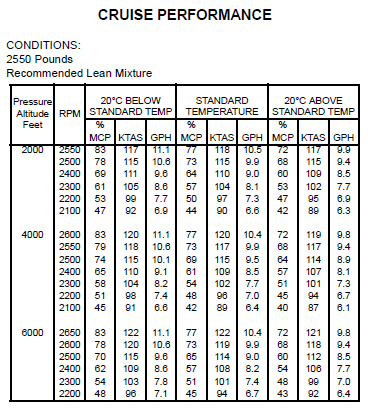 CRUISE PERFORMANCE
CONDITIONS:
2550 Pounds
Recommended Lean Mixture
Pressure Altitude Feet RPM 20°C BELOW STANDARD TEMP STANDARD TEMPERATURE 20°C ABOVE STANDARD TEMP
% MCP KTAS GPH % MCP KTAS GPH % MCP KTAS GPH
2000 2550 83 117 11.1 77 118 10.5 72 117 9.9
2500 78 115 10.6 73 115 9.9 68 115 9.4
2400 69 111 9.6 64 110 9.0 60 109 8.5
2300 61 105 8.6 57 104 8.1 53 102 7.7
2200 53 99 7.7 50 97 7.3 47 95 6.9
2100 47 92 6.9 44 90 6.6 42 89 6.3
4000 2600 83 120 11.1 77 120 10.4 72 119 9.8
2550 79 118 10.6 73 117 9.9 68 117 9.4
2500 74 115 10.1 69 115 9.5 64 114 8.9
2400 65 110 9.1 61 109 8.5 57 107 8.1
2300 58 104 8.2 54 102 7.7 51 101 7.3
2200 51 98 7.4 48 96 7.0 45 94 6.7
2100 45 91 6.6 42 89 6.4 40 87 6.1
6000 2650 83 122 11.1 77 122 10.4 72 121 9.8
2600 78 120 10.6 73 119 9.9 68 118 9.4
2500 70 115 9.6 65 114 9.0 60 112 8.5
2400 62 109 8.6 57 108 8.2 54 106 7.7
2300 54 103 7.8 51 101 7.4 48 99 7.0
2200 48 96 7.1 45 94 6.7 43 92 6.4